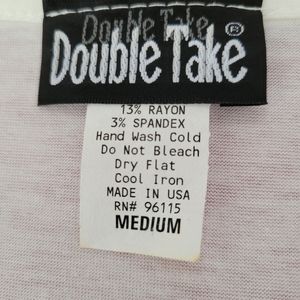 Double Take
Double Take ®
13% RAYON
3% SPANDEX
Hand Wash Cold
Do Not Bleach
Dry Flat
Cool Iron
MADE IN USA
RN# 96115
MEDIUM